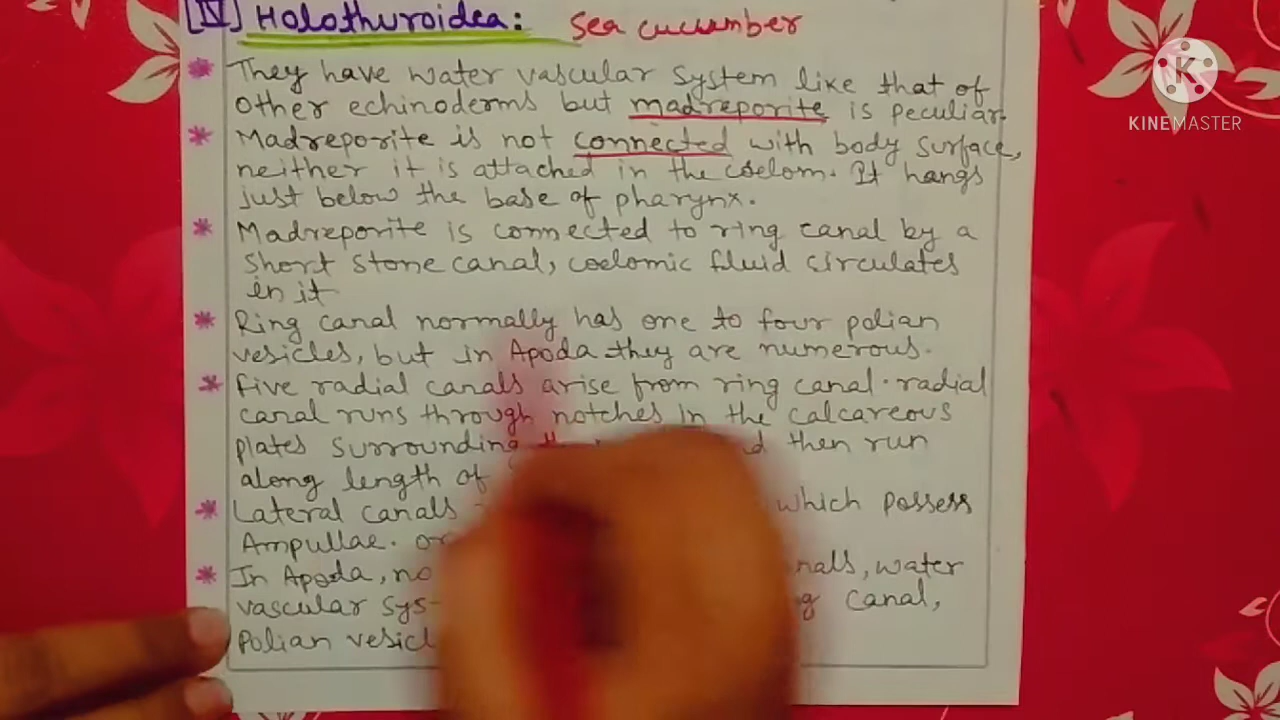 [IV] Holothuroidea: Sea cucumber
* They have water vascular system like that of
other echinoderms but madreporite is peculiar.
* Madreporite is not connected with body surface,
neither it is attached in the coelom. It hangs
just below the base of pharynx.
* Madreporite is connected to ring canal by a
short stone canal, coelomic fluid circulates
in it
* Ring canal normally has one to four polian
vesicles, but in Apoda they are numerous.
* Five radial canals arise from ring canal. radial
canal runs through notches in the calcareous
plates surrounding then run
along length of
* Lateral canals which possess
Ampullae.
* In Apoda, no water
vascular sys- canal,
Polian
K
KINEMASTER